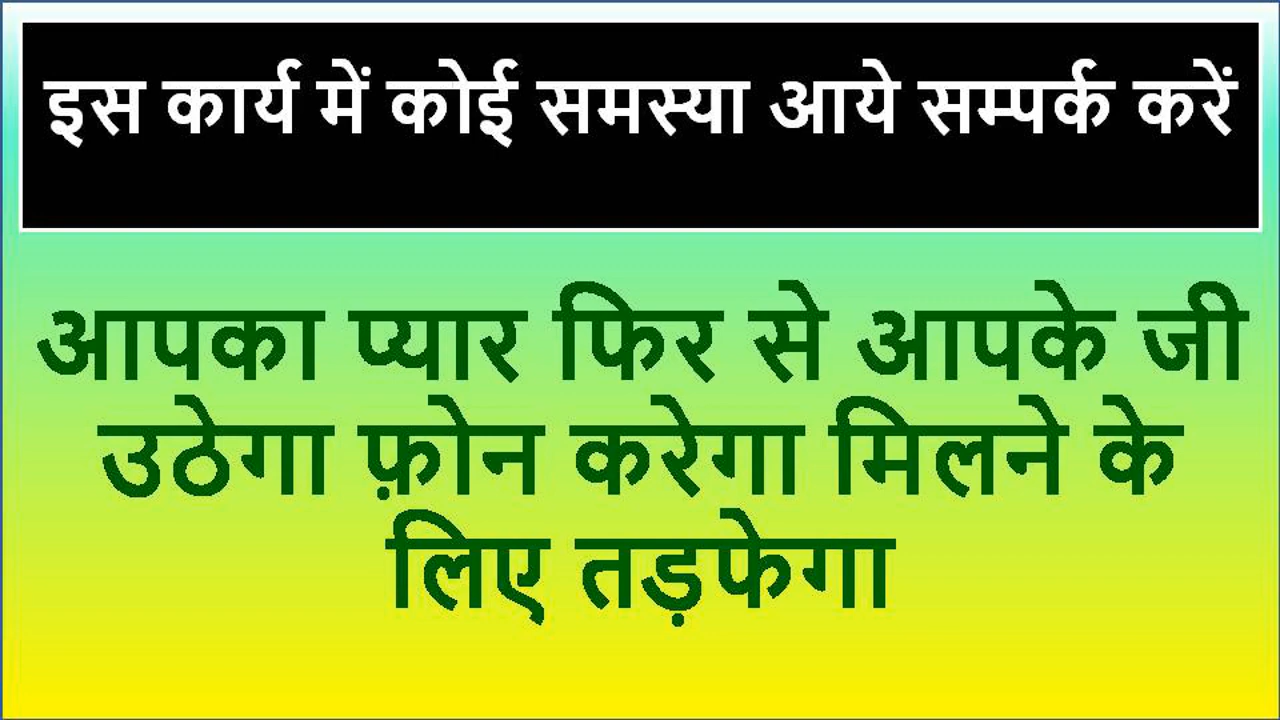 इस कार्य में कोई समस्या आये सम्पर्क करें
आपका प्यार फिर से आपके जी
उठेगा फ़ोन करेगा मिलने के
लिए तड़फेगा